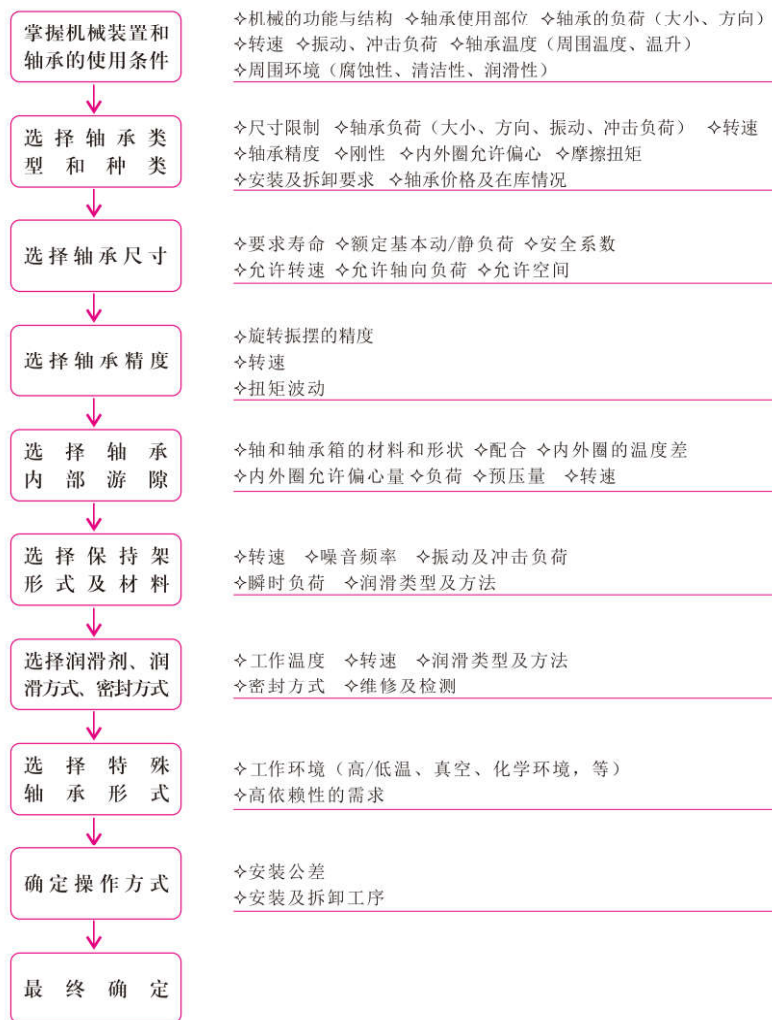 掌握机械装置和
轴承的使用条件
✧机械的功能与结构 ✧轴承使用部位 ✧轴承的负荷（大小、方向）
✧转速 ✧振动、冲击负荷 ✧轴承温度（周围温度、温升）
✧周围环境（腐蚀性、清洁性、润滑性）
选择轴承类
型和种类
✧尺寸限制 ✧轴承负荷（大小、方向、振动、冲击负荷） ✧转速
✧轴承精度 ✧刚性 ✧内外圈允许偏心 ✧摩擦扭矩
✧安装及拆卸要求 ✧轴承价格及在库情况
选择轴承尺寸
✧要求寿命 ✧额定基本动/静负荷 ✧安全系数
✧允许转速 ✧允许轴向负荷 ✧允许空间
选择轴承精度
✧旋转振摆的精度
✧转速
✧扭矩波动
选择轴承
内部游隙
✧轴和轴承箱的材料和形状 ✧配合 ✧内外圈的温度差
✧内外圈允许偏心量 ✧负荷 ✧预压量 ✧转速
选择保持架
形式及材料
✧转速 ✧噪音频率 ✧振动及冲击负荷
✧瞬时负荷 ✧润滑类型及方法
选择润滑剂、润
滑方式、密封方式
✧工作温度 ✧转速 ✧润滑类型及方法
✧密封方式 ✧维修及检测
选择特殊
轴承形式
✧工作环境（高/低温、真空、化学环境，等）
✧高依赖性的需求
确定操作方式
✧安装公差
✧安装及拆卸工序
最终确定